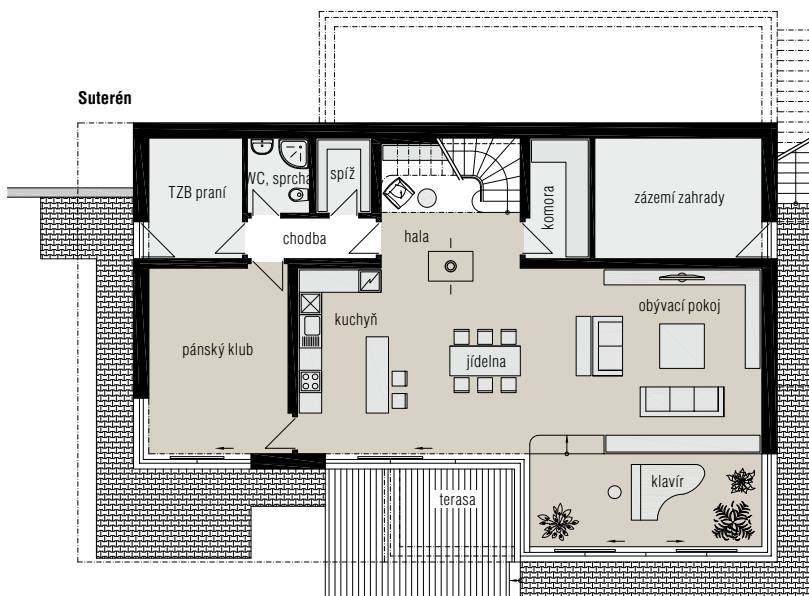 Suterén
TZB praní
WC, sprcha
spíž
komora
zázemí zahrady
chodba
hala
kuchyň
obývací pokoj
pánský klub
jídelna
klavír
terasa